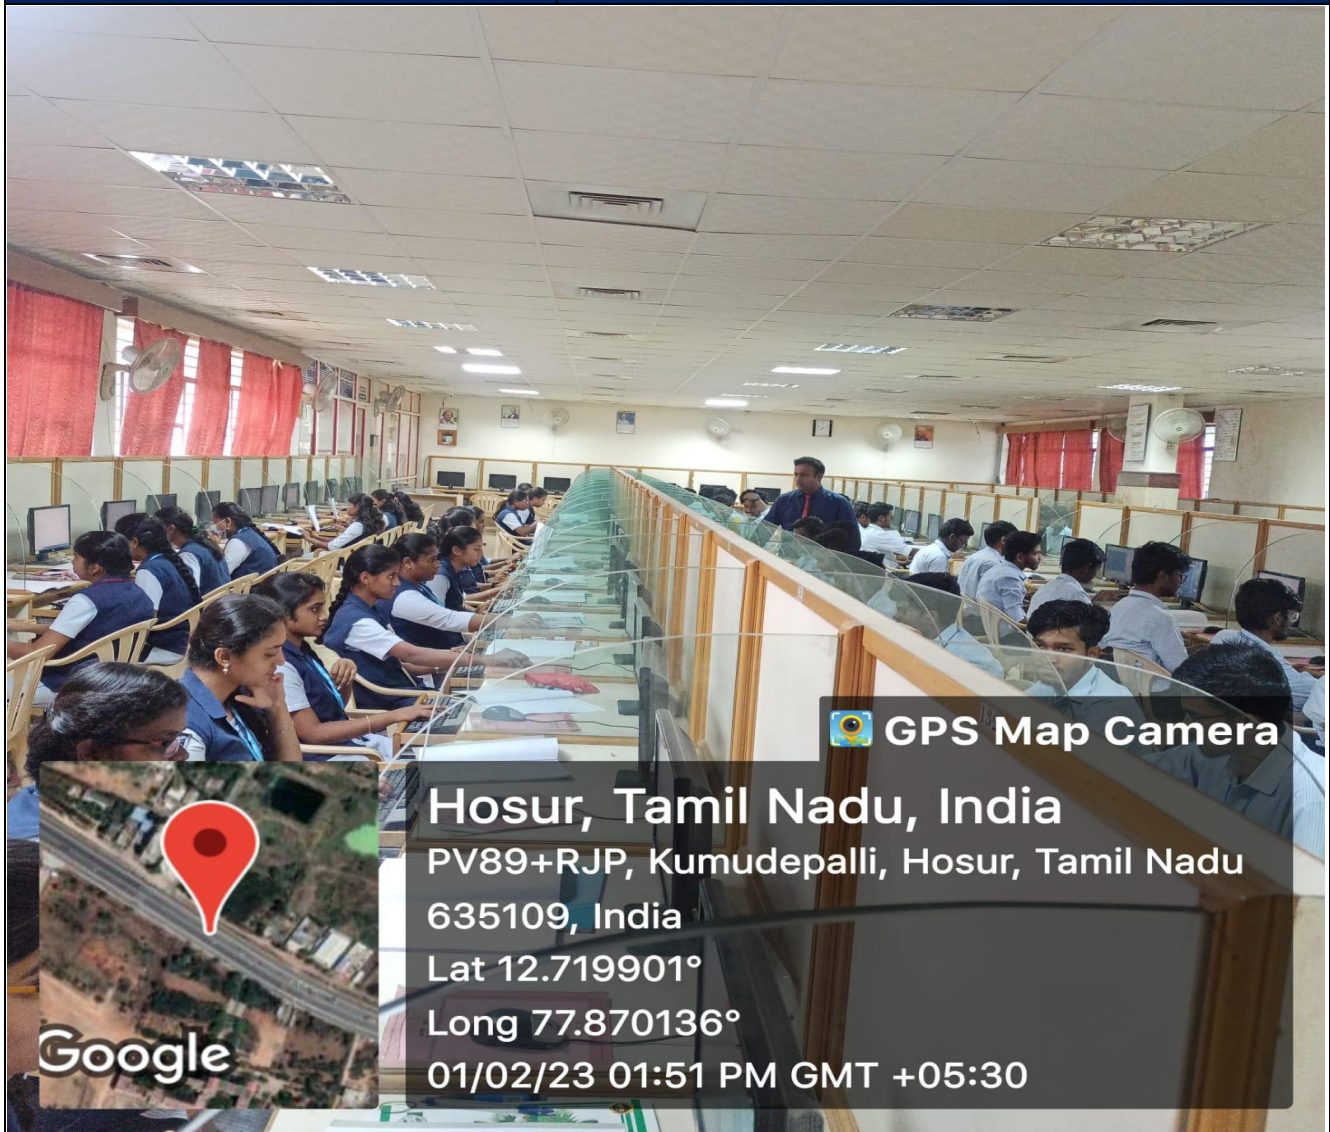 GPS Map Camera
Hosur, Tamil Nadu, India
PV89+RJP, Kumudepalli, Hosur, Tamil Nadu
635109, India
Lat 12.719901°
Long 77.870136°
01/02/23 01:51 PM GMT +05:30
Google